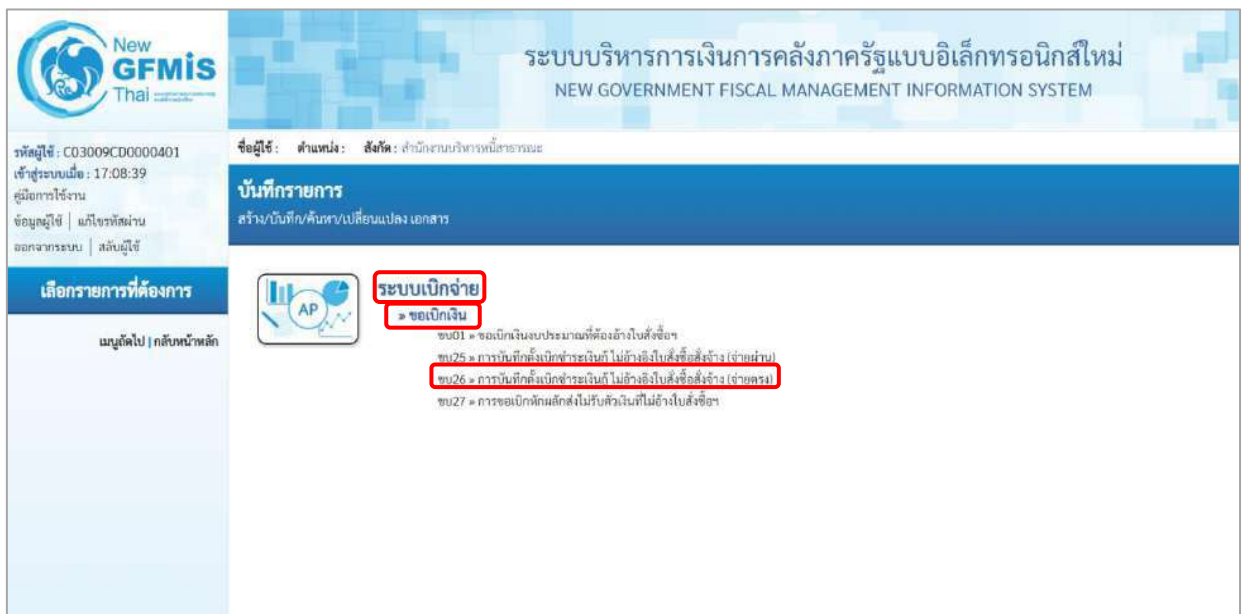 New
GFMiS
Thai
ระบบบริหารการเงินการคลังภาครัฐแบบอิเล็กทรอนิกส์ใหม่
NEW GOVERNMENT FISCAL MANAGEMENT INFORMATION SYSTEM
รหัสผู้ใช้ : C03009CD0000401
เข้าสู่ระบบเมื่อ : 17:08:39
คู่มือการใช้งาน
ข้อมูลผู้ใช้ | แก้ไขรหัสผ่าน
ออกจากระบบ | สลับผู้ใช้
ชื่อผู้ใช้ : ตำแหน่ง : สังกัด : สำนักงานบริหารหนี้สาธารณะ
บันทึกรายการ
สร้าง/บันทึก/ค้นหา/เปลี่ยนแปลง เอกสาร
เลือกรายการที่ต้องการ
เมนูถัดไป | กลับหน้าหลัก
AP
ระบบเบิกจ่าย
» ขอเบิกเงิน
ขบ01 » ขอเบิกเงินงบประมาณที่ต้องอ้างใบสั่งซื้อฯ
ขบ25 » การบันทึกตั้งเบิกชำระเงินกู้ ไม่อ้างอิงใบสั่งซื้อสั่งจ้าง (จ่ายผ่าน)
ขบ26 » การบันทึกตั้งเบิกชำระเงินกู้ ไม่อ้างอิงใบสั่งซื้อสั่งจ้าง (จ่ายตรง)
ขบ27 » การขอเบิกหักผลักส่งไม่รับตัวเงินที่ไม่อ้างใบสั่งซื้อฯ